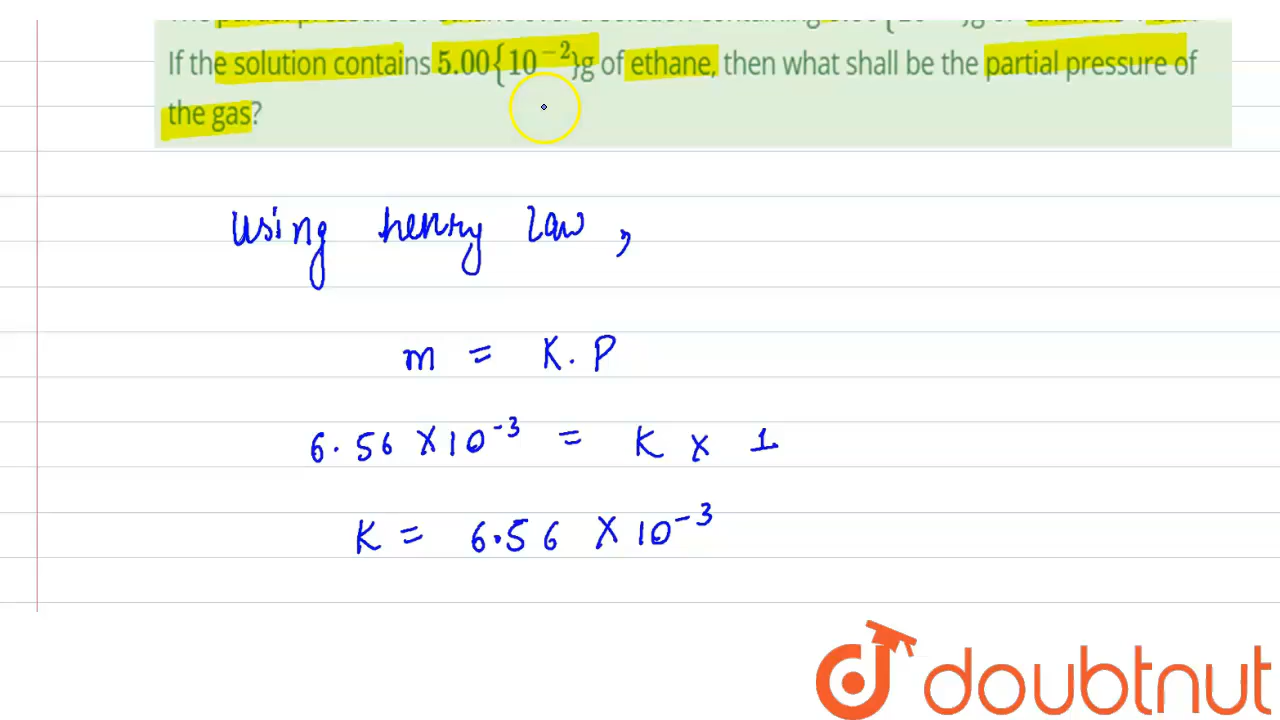 If the solution contains 5.00{10⁻²}g of ethane, then what shall be the partial pressure of
the gas?
Using henry law,
m = K.P
6.56 × 10⁻³ = K × 1
K = 6.56 × 10⁻³
doubtnut